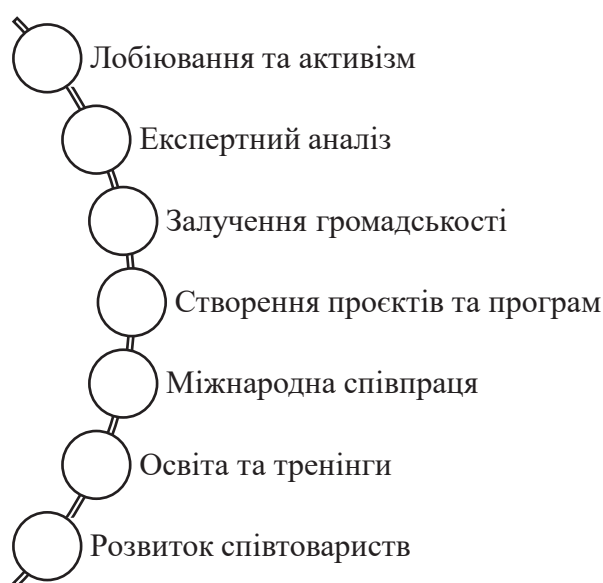 Лобіювання та активізм
Експертний аналіз
Залучення громадськості
Створення проєктів та програм
Міжнародна співпраця
Освіта та тренінги
Розвиток співтовариств